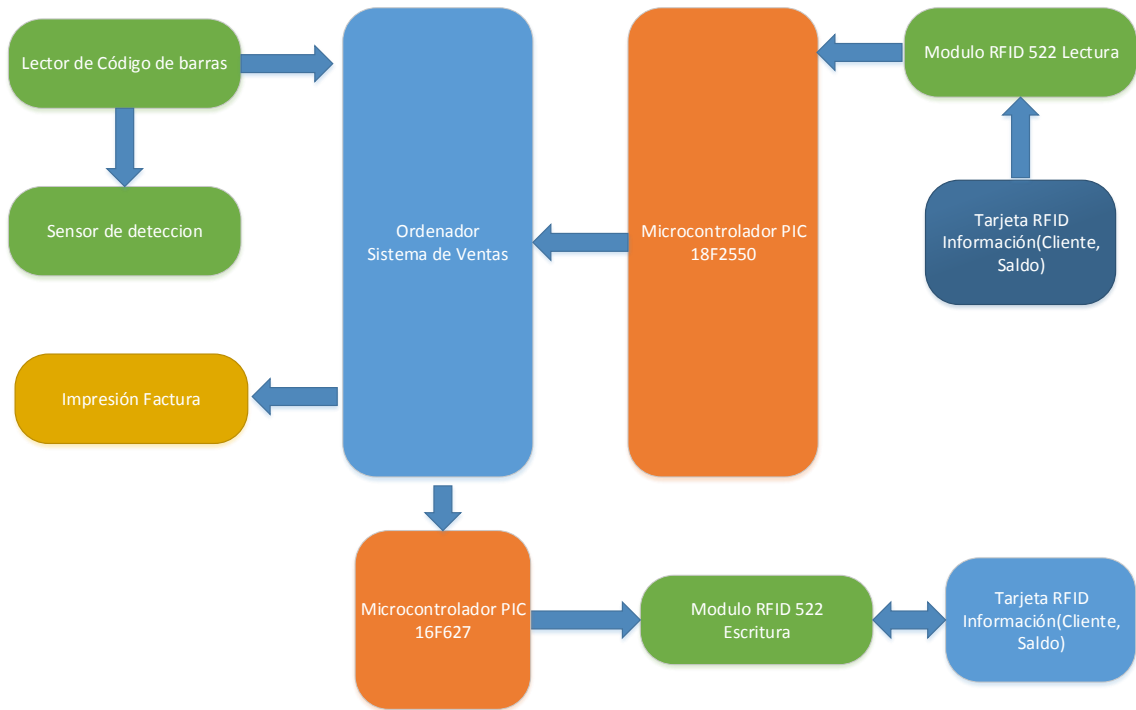 Lector de Código de barras
Sensor de deteccion
Impresión Factura
Ordenador
Sistema de Ventas
Microcontrolador PIC
18F2550
Modulo RFID 522 Lectura
Tarjeta RFID
Información(Cliente,
Saldo)
Microcontrolador PIC
16F627
Modulo RFID 522
Escritura
Tarjeta RFID
Información(Cliente,
Saldo)